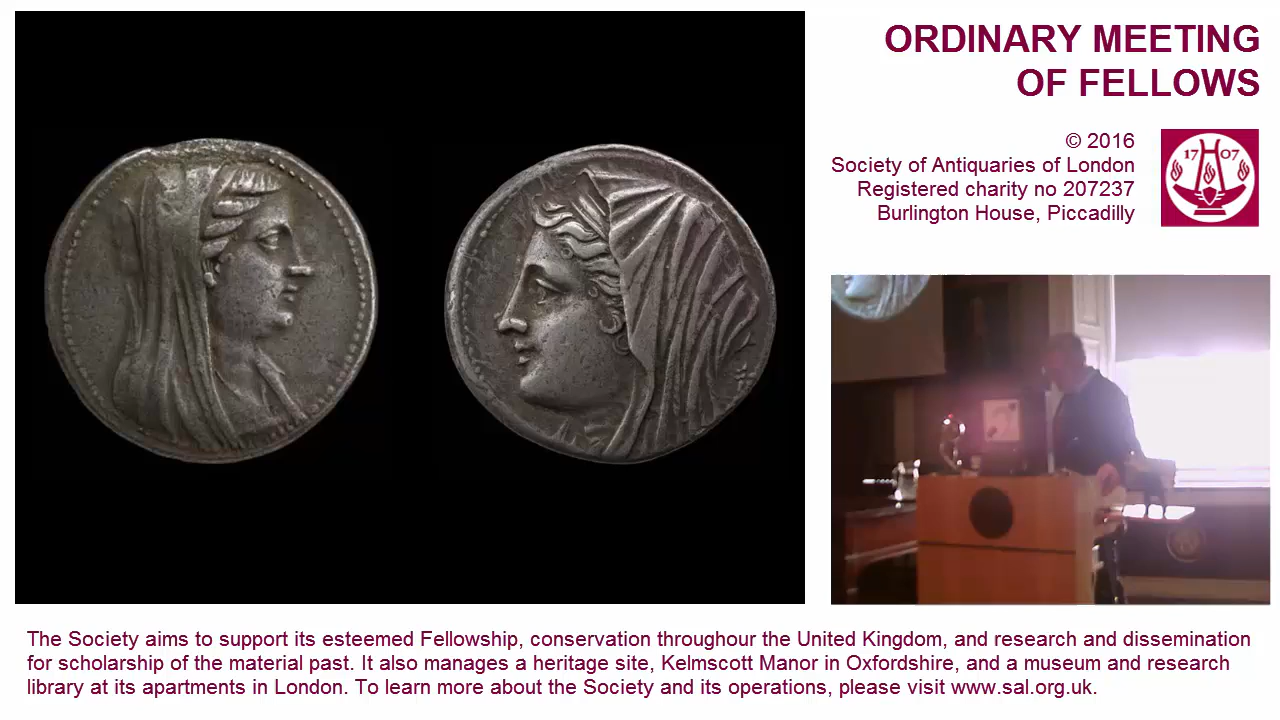 ORDINARY MEETING
OF FELLOWS
© 2016
Society of Antiquaries of London
Registered charity no 207237
Burlington House, Piccadilly
17 07
The Society aims to support its esteemed Fellowship, conservation throughour the United Kingdom, and research and dissemination
for scholarship of the material past. It also manages a heritage site, Kelmscott Manor in Oxfordshire, and a museum and research
library at its apartments in London. To learn more about the Society and its operations, please visit www.sal.org.uk.